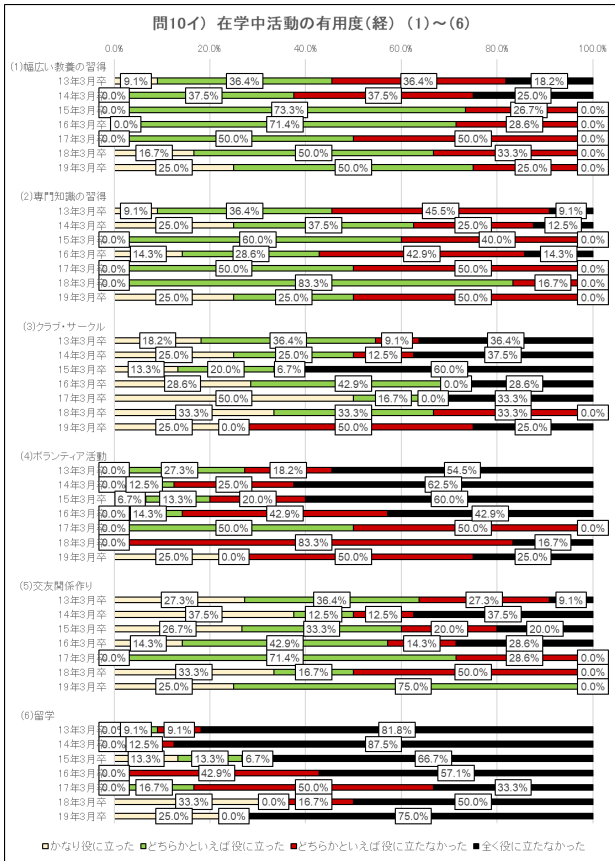 問10イ) 在学中活動の有用度(経) (1)~(6)
0.0% 20.0% 40.0% 60.0% 80.0% 100.0%
(1)幅広い教養の習得
13年3月卒 9.1% 36.4% 36.4% 18.2%
14年3月卒 0.0% 37.5% 37.5% 25.0%
15年3月卒 0.0% 73.3% 26.7% 0.0%
16年3月卒 0.0% 71.4% 28.6% 0.0%
17年3月卒 0.0% 50.0% 50.0% 0.0%
18年3月卒 16.7% 50.0% 33.3% 0.0%
19年3月卒 25.0% 50.0% 25.0% 0.0%
(2)専門知識の習得
13年3月卒 9.1% 36.4% 45.5% 9.1%
14年3月卒 25.0% 37.5% 25.0% 12.5%
15年3月卒 0.0% 60.0% 40.0% 0.0%
16年3月卒 14.3% 28.6% 42.9% 14.3%
17年3月卒 0.0% 50.0% 50.0% 0.0%
18年3月卒 0.0% 83.3% 16.7% 0.0%
19年3月卒 25.0% 25.0% 50.0% 0.0%
(3)クラブ・サークル
13年3月卒 18.2% 36.4% 9.1% 36.4%
14年3月卒 25.0% 25.0% 12.5% 37.5%
15年3月卒 13.3% 20.0% 6.7% 60.0%
16年3月卒 28.6% 42.9% 0.0% 28.6%
17年3月卒 50.0% 16.7% 0.0% 33.3%
18年3月卒 33.3% 33.3% 33.3% 0.0%
19年3月卒 25.0% 0.0% 50.0% 25.0%
(4)ボランティア活動
13年3月卒 0.0% 27.3% 18.2% 54.5%
14年3月卒 0.0% 12.5% 25.0% 62.5%
15年3月卒 6.7% 13.3% 20.0% 60.0%
16年3月卒 0.0% 14.3% 42.9% 42.9%
17年3月卒 0.0% 50.0% 50.0% 0.0%
18年3月卒 0.0% 83.3% 16.7%
19年3月卒 25.0% 0.0% 50.0% 25.0%
(5)交友関係作り
13年3月卒 27.3% 36.4% 27.3% 9.1%
14年3月卒 37.5% 12.5% 12.5% 37.5%
15年3月卒 26.7% 33.3% 20.0% 20.0%
16年3月卒 14.3% 42.9% 14.3% 28.6%
17年3月卒 0.0% 71.4% 28.6% 0.0%
18年3月卒 33.3% 16.7% 50.0% 0.0%
19年3月卒 25.0% 75.0% 0.0%
(6)留学
13年3月卒 0.0% 9.1% 9.1% 81.8%
14年3月卒 0.0% 12.5% 87.5%
15年3月卒 13.3% 13.3% 6.7% 66.7%
16年3月卒 0.0% 42.9% 57.1%
17年3月卒 0.0% 16.7% 50.0% 33.3%
18年3月卒 33.3% 0.0% 16.7% 50.0%
19年3月卒 25.0% 0.0% 75.0%
かなり役に立った どちらかといえば役に立った どちらかといえば役に立たなかった 全く役に立たなかった